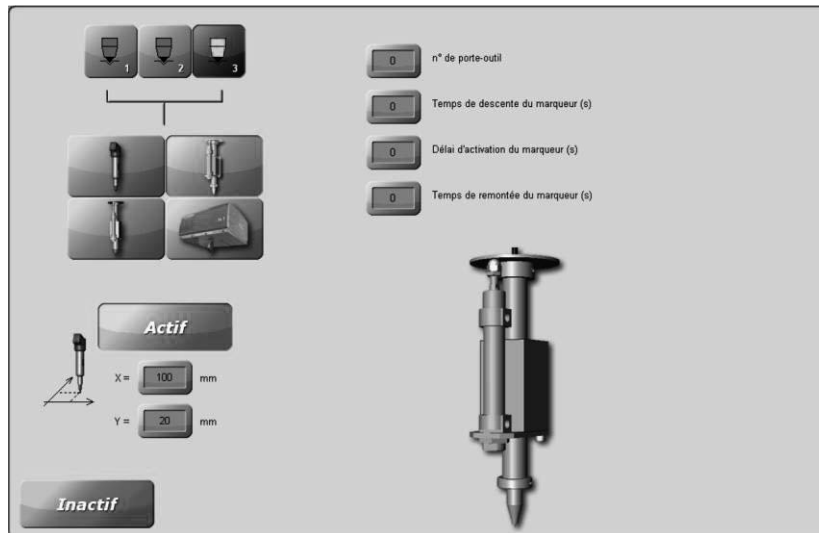 1 2 3
0 n° de porte-outil
0 Temps de descente du marqueur (s)
0 Délai d'activation du marqueur (s)
0 Temps de remontée du marqueur (s)
Actif
X = 100 mm
Y = 20 mm
Inactif